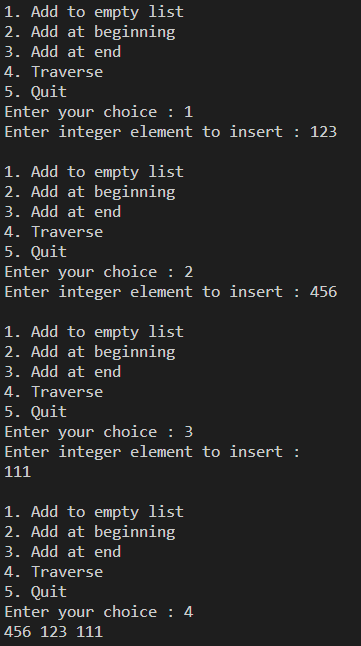 1. Add to empty list
2. Add at beginning
3. Add at end
4. Traverse
5. Quit
Enter your choice : 1
Enter integer element to insert : 123
1. Add to empty list
2. Add at beginning
3. Add at end
4. Traverse
5. Quit
Enter your choice : 2
Enter integer element to insert : 456
1. Add to empty list
2. Add at beginning
3. Add at end
4. Traverse
5. Quit
Enter your choice : 3
Enter integer element to insert :
111
1. Add to empty list
2. Add at beginning
3. Add at end
4. Traverse
5. Quit
Enter your choice : 4
456 123 111